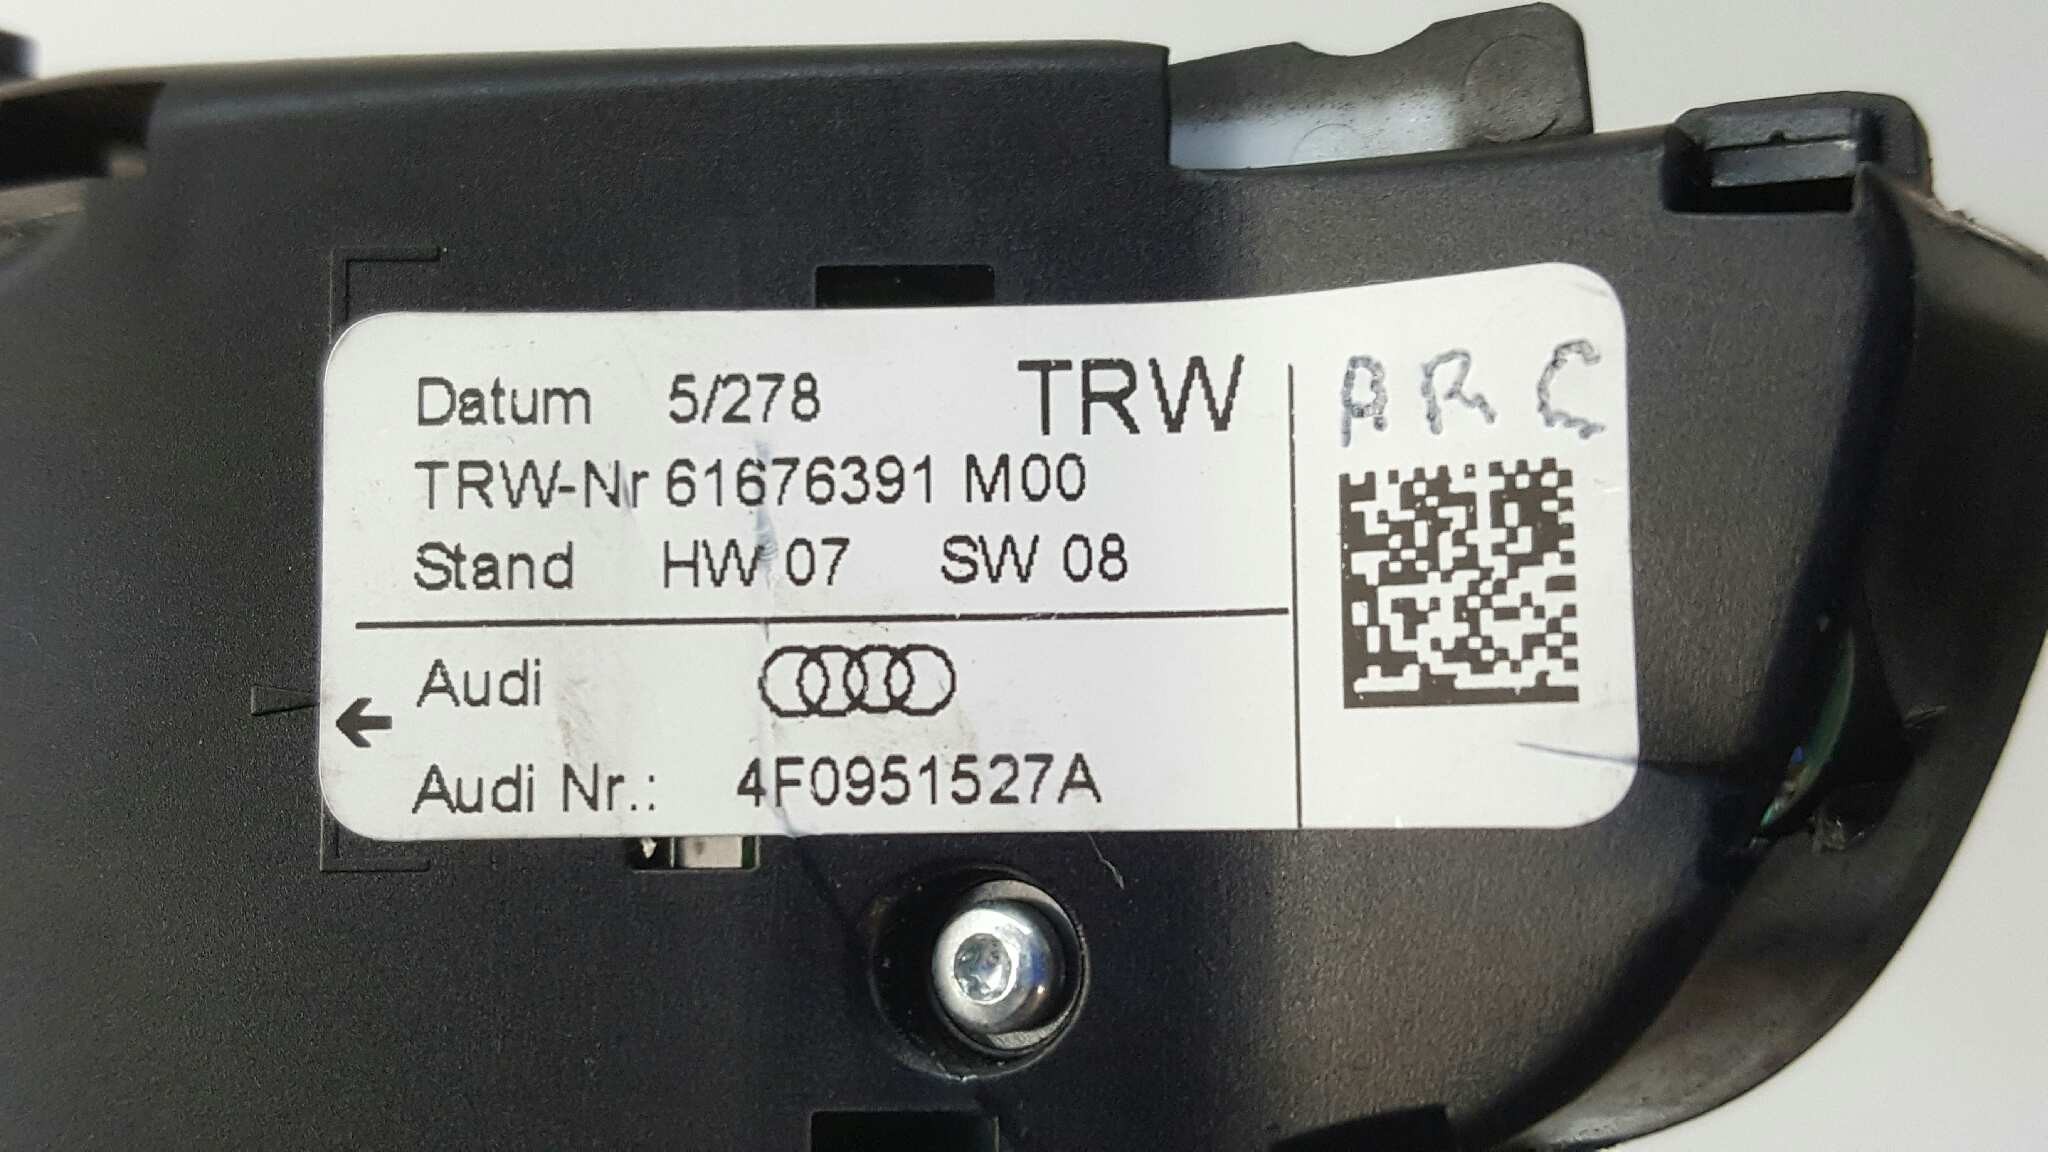 Datum 5/278 TRW
TRW-Nr 61676391 M00
Stand HW 07 SW 08
Audi
Audi Nr.: 4F0951527A
ARC